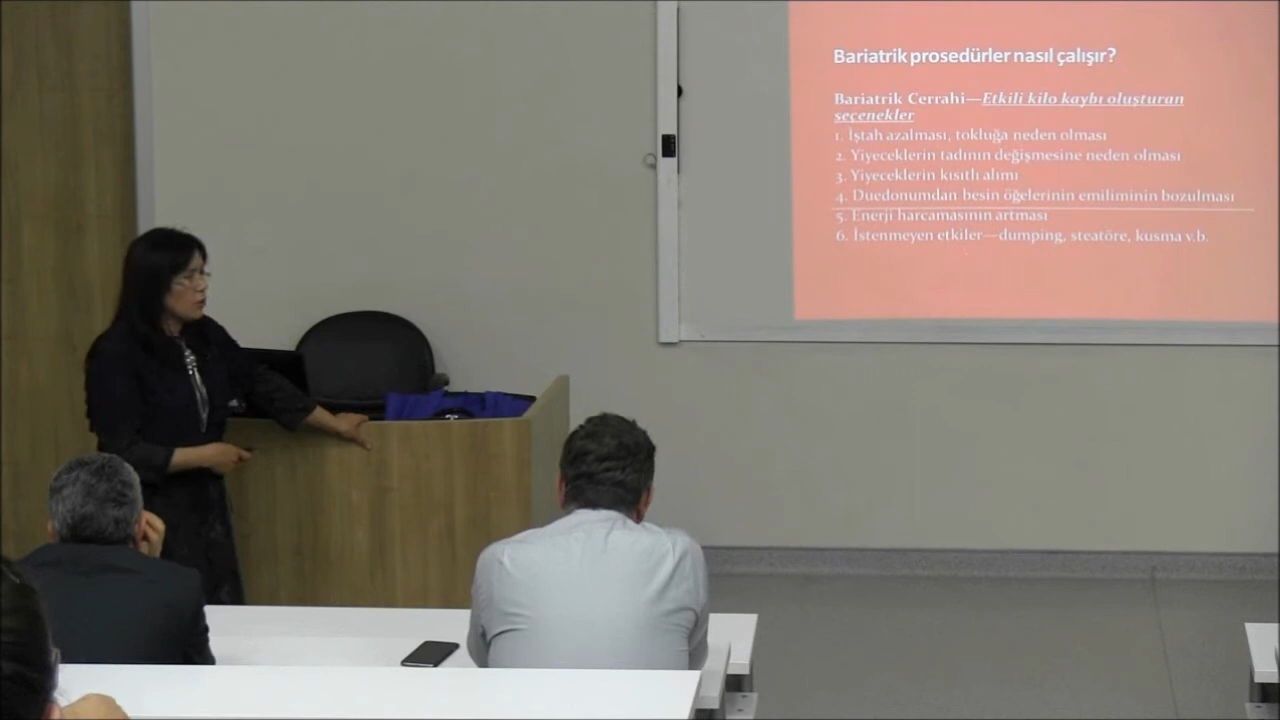 Bariatrik prosedürler nasıl çalışır?
Bariatrik Cerrahi—Etkili kilo kaybı oluşturan
seçenekler
1. İştah azalması, tokluğa neden olması
2. Yiyeceklerin tadının değişmesine neden olması
3. Yiyeceklerin kısıtlı alımı
4. Duedonumdan besin öğelerinin emiliminin bozulması
5. Enerji harcamasının artması
6. İstenmeyen etkiler—dumping, steatöre, kusma v.b.